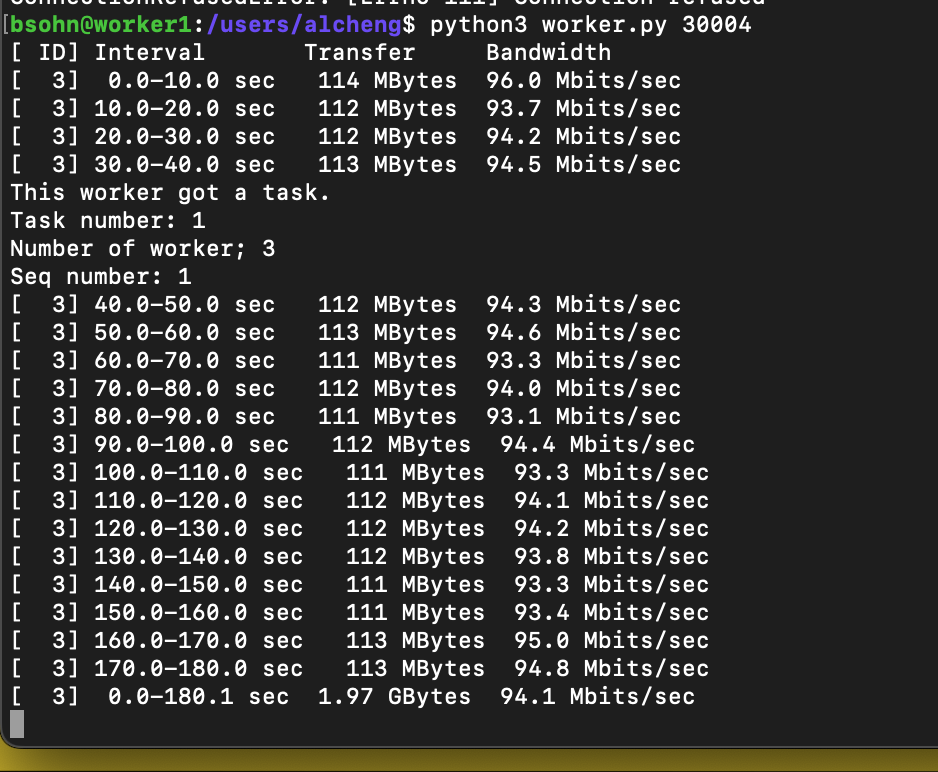 ConnectionRefusedError: [Errno 111] Connection refused
[bsohn@worker1:/users/alcheng$ python3 worker.py 30004
[ ID] Interval       Transfer     Bandwidth
[  3]  0.0-10.0 sec   114 MBytes  96.0 Mbits/sec
[  3] 10.0-20.0 sec   112 MBytes  93.7 Mbits/sec
[  3] 20.0-30.0 sec   112 MBytes  94.2 Mbits/sec
[  3] 30.0-40.0 sec   113 MBytes  94.5 Mbits/sec
This worker got a task.
Task number: 1
Number of worker; 3
Seq number: 1
[  3] 40.0-50.0 sec   112 MBytes  94.3 Mbits/sec
[  3] 50.0-60.0 sec   113 MBytes  94.6 Mbits/sec
[  3] 60.0-70.0 sec   111 MBytes  93.3 Mbits/sec
[  3] 70.0-80.0 sec   112 MBytes  94.0 Mbits/sec
[  3] 80.0-90.0 sec   111 MBytes  93.1 Mbits/sec
[  3] 90.0-100.0 sec   112 MBytes  94.4 Mbits/sec
[  3] 100.0-110.0 sec   111 MBytes  93.3 Mbits/sec
[  3] 110.0-120.0 sec   112 MBytes  94.1 Mbits/sec
[  3] 120.0-130.0 sec   112 MBytes  94.2 Mbits/sec
[  3] 130.0-140.0 sec   112 MBytes  93.8 Mbits/sec
[  3] 140.0-150.0 sec   111 MBytes  93.3 Mbits/sec
[  3] 150.0-160.0 sec   111 MBytes  93.4 Mbits/sec
[  3] 160.0-170.0 sec   113 MBytes  95.0 Mbits/sec
[  3] 170.0-180.0 sec   113 MBytes  94.8 Mbits/sec
[  3]  0.0-180.1 sec  1.97 GBytes  94.1 Mbits/sec